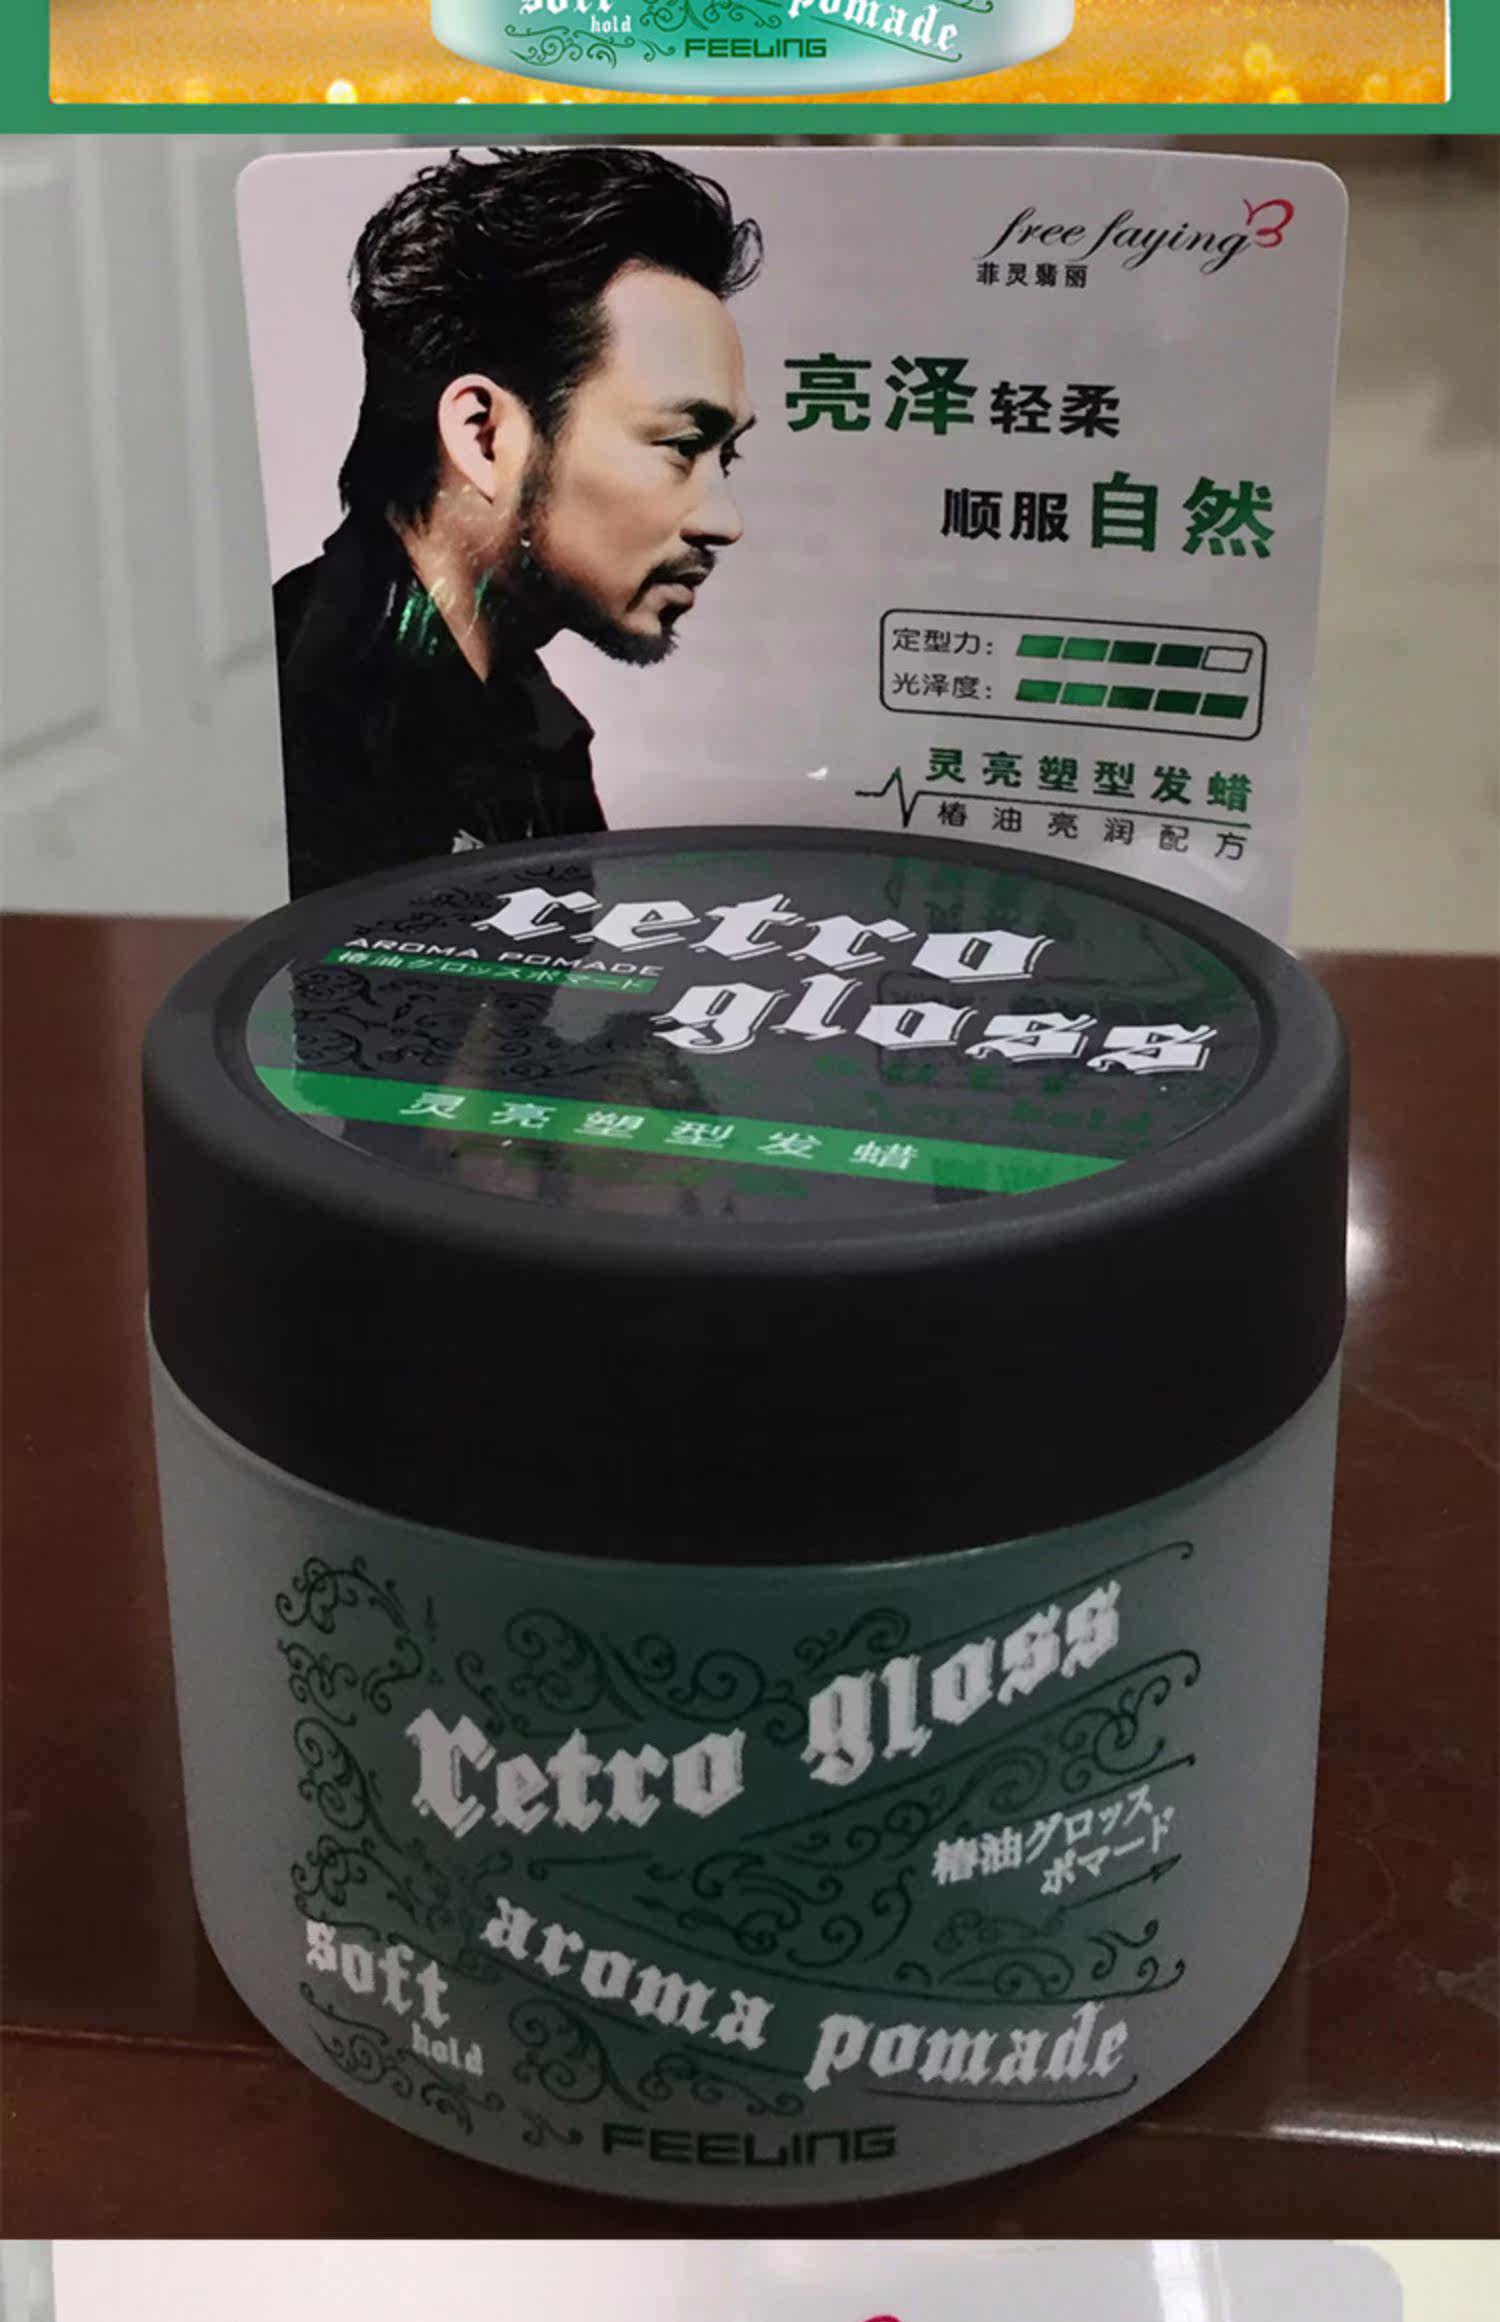 soft
hold
pomade
FEELING
free faying
菲灵翡丽
亮泽轻柔
顺服自然
定型力：
光泽度：
灵亮塑型发蜡
椿油亮润配方
retro
AROMA POMADE
椿油グロッスポマード
gloss
灵亮塑型发蜡
retro gloss
椿油グロッス
ポマード
soft
hold
aroma pomade
FEELING